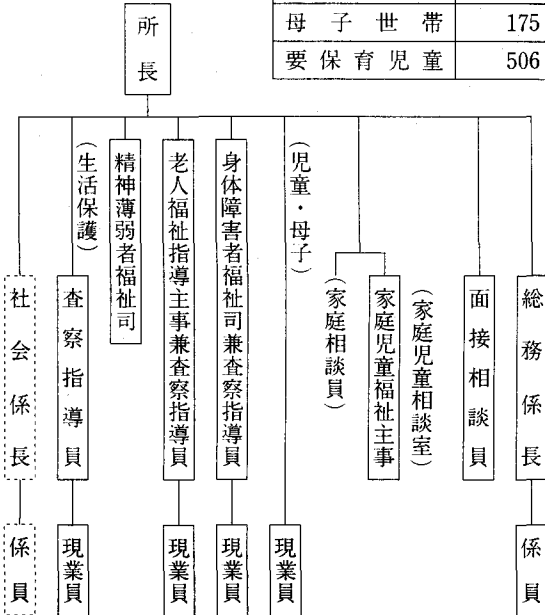 母子世帯 175
要保育児童 506
所長
総務係長
係員
面接相談員
(家庭児童相談室)
家庭児童福祉主事
(家庭相談員)
(児童・母子)
現業員
身体障害者福祉司兼査察指導員
現業員
老人福祉指導主事兼査察指導員
現業員
精神薄弱者福祉司
(生活保護)
査察指導員
現業員
社会係長
係員